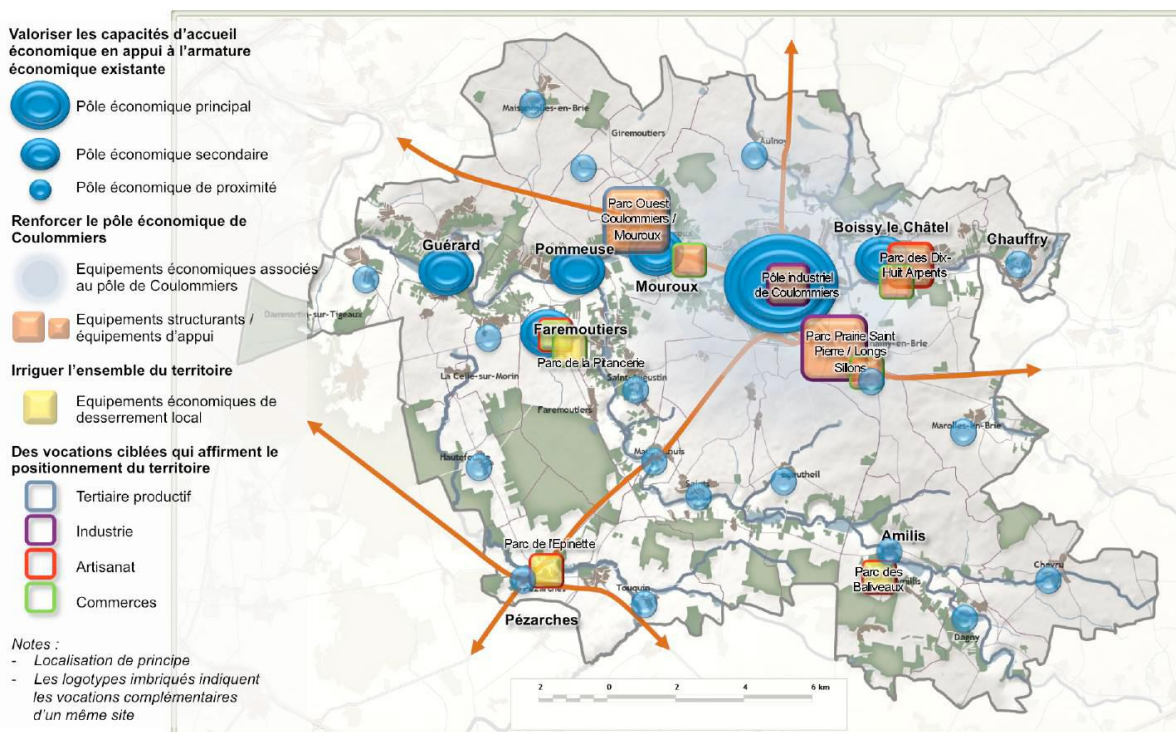 Valoriser les capacités d'accueil
économique en appui à l'armature
économique existante
Pôle économique principal
Pôle économique secondaire
Pôle économique de proximité
Renforcer le pôle économique de
Coulommiers
Equipements économiques associés
au pôle de Coulommiers
Equipements structurants /
équipements d'appui
Irriguer l'ensemble du territoire
Equipements économiques de
desserrement local
Des vocations ciblées qui affirment le
positionnement du territoire
Tertiaire productif
Industrie
Artisanat
Commerces
Notes :
- Localisation de principe
- Les logotypes imbriqués indiquent
les vocations complémentaires
d'un même site
Giremoutiers
Aulnoy
Parc Ouest
Coulommiers /
Mouroux
Boissy le Châtel
Chauffry
Guérard
Pommeuse
Mouroux
Pôle industriel
de Coulommiers
Parc des Dix-
Huit Arpents
Dammartin-sur-Tigeaux
Faremoutiers
Parc de la Pitancerie
Parc Prairie Saint
Pierre / Longs
Sillons
La Celle-sur-Morin
Faremoutiers
Marolles-en-Brie
Parc de l'Epinette
Pézarches
Touquin
Amilis
Parc des
Baliveaux
Chevru
Dagny
2 0 2 4 6 km